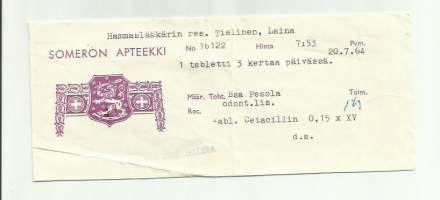 Hammaslääkärin res. Tielinen, Laina
SOMERON APTEEKKI
No 16122 Hinta 7:53 Pvm. 20.7.64
1 tabletti 3 kertaa päivässä.
Määr. Toht. Esa Pesola Toim.
odont.lis.
Rec.
Tabl. Cetacillin 0,15 x XV
d.s.